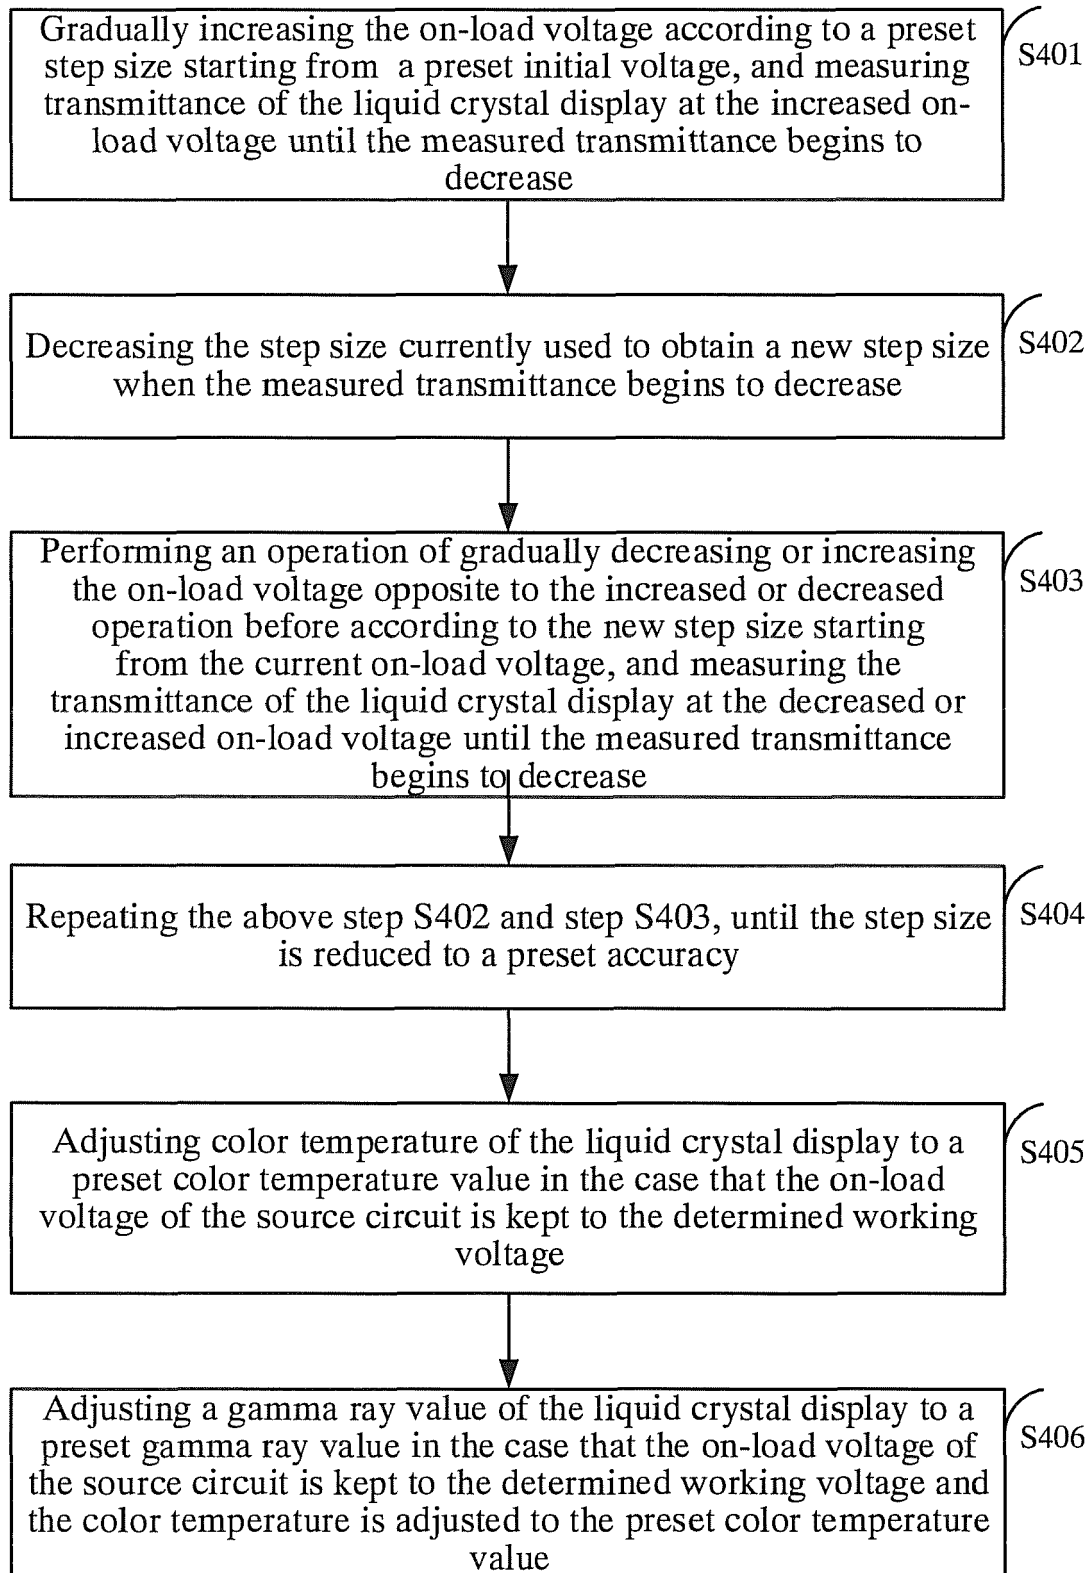 Gradually increasing the on-load voltage according to a preset
step size starting from a preset initial voltage, and measuring
transmittance of the liquid crystal display at the increased on-
load voltage until the measured transmittance begins to
decrease
S401
Decreasing the step size currently used to obtain a new step size
when the measured transmittance begins to decrease
S402
Performing an operation of gradually decreasing or increasing
the on-load voltage opposite to the increased or decreased
operation before according to the new step size starting
from the current on-load voltage, and measuring the
transmittance of the liquid crystal display at the decreased or
increased on-load voltage until the measured transmittance
begins to decrease
S403
Repeating the above step S402 and step S403, until the step size
is reduced to a preset accuracy
S404
Adjusting color temperature of the liquid crystal display to a
preset color temperature value in the case that the on-load
voltage of the source circuit is kept to the determined working
voltage
S405
Adjusting a gamma ray value of the liquid crystal display to a
preset gamma ray value in the case that the on-load voltage of
the source circuit is kept to the determined working voltage and
the color temperature is adjusted to the preset color temperature
value
S406